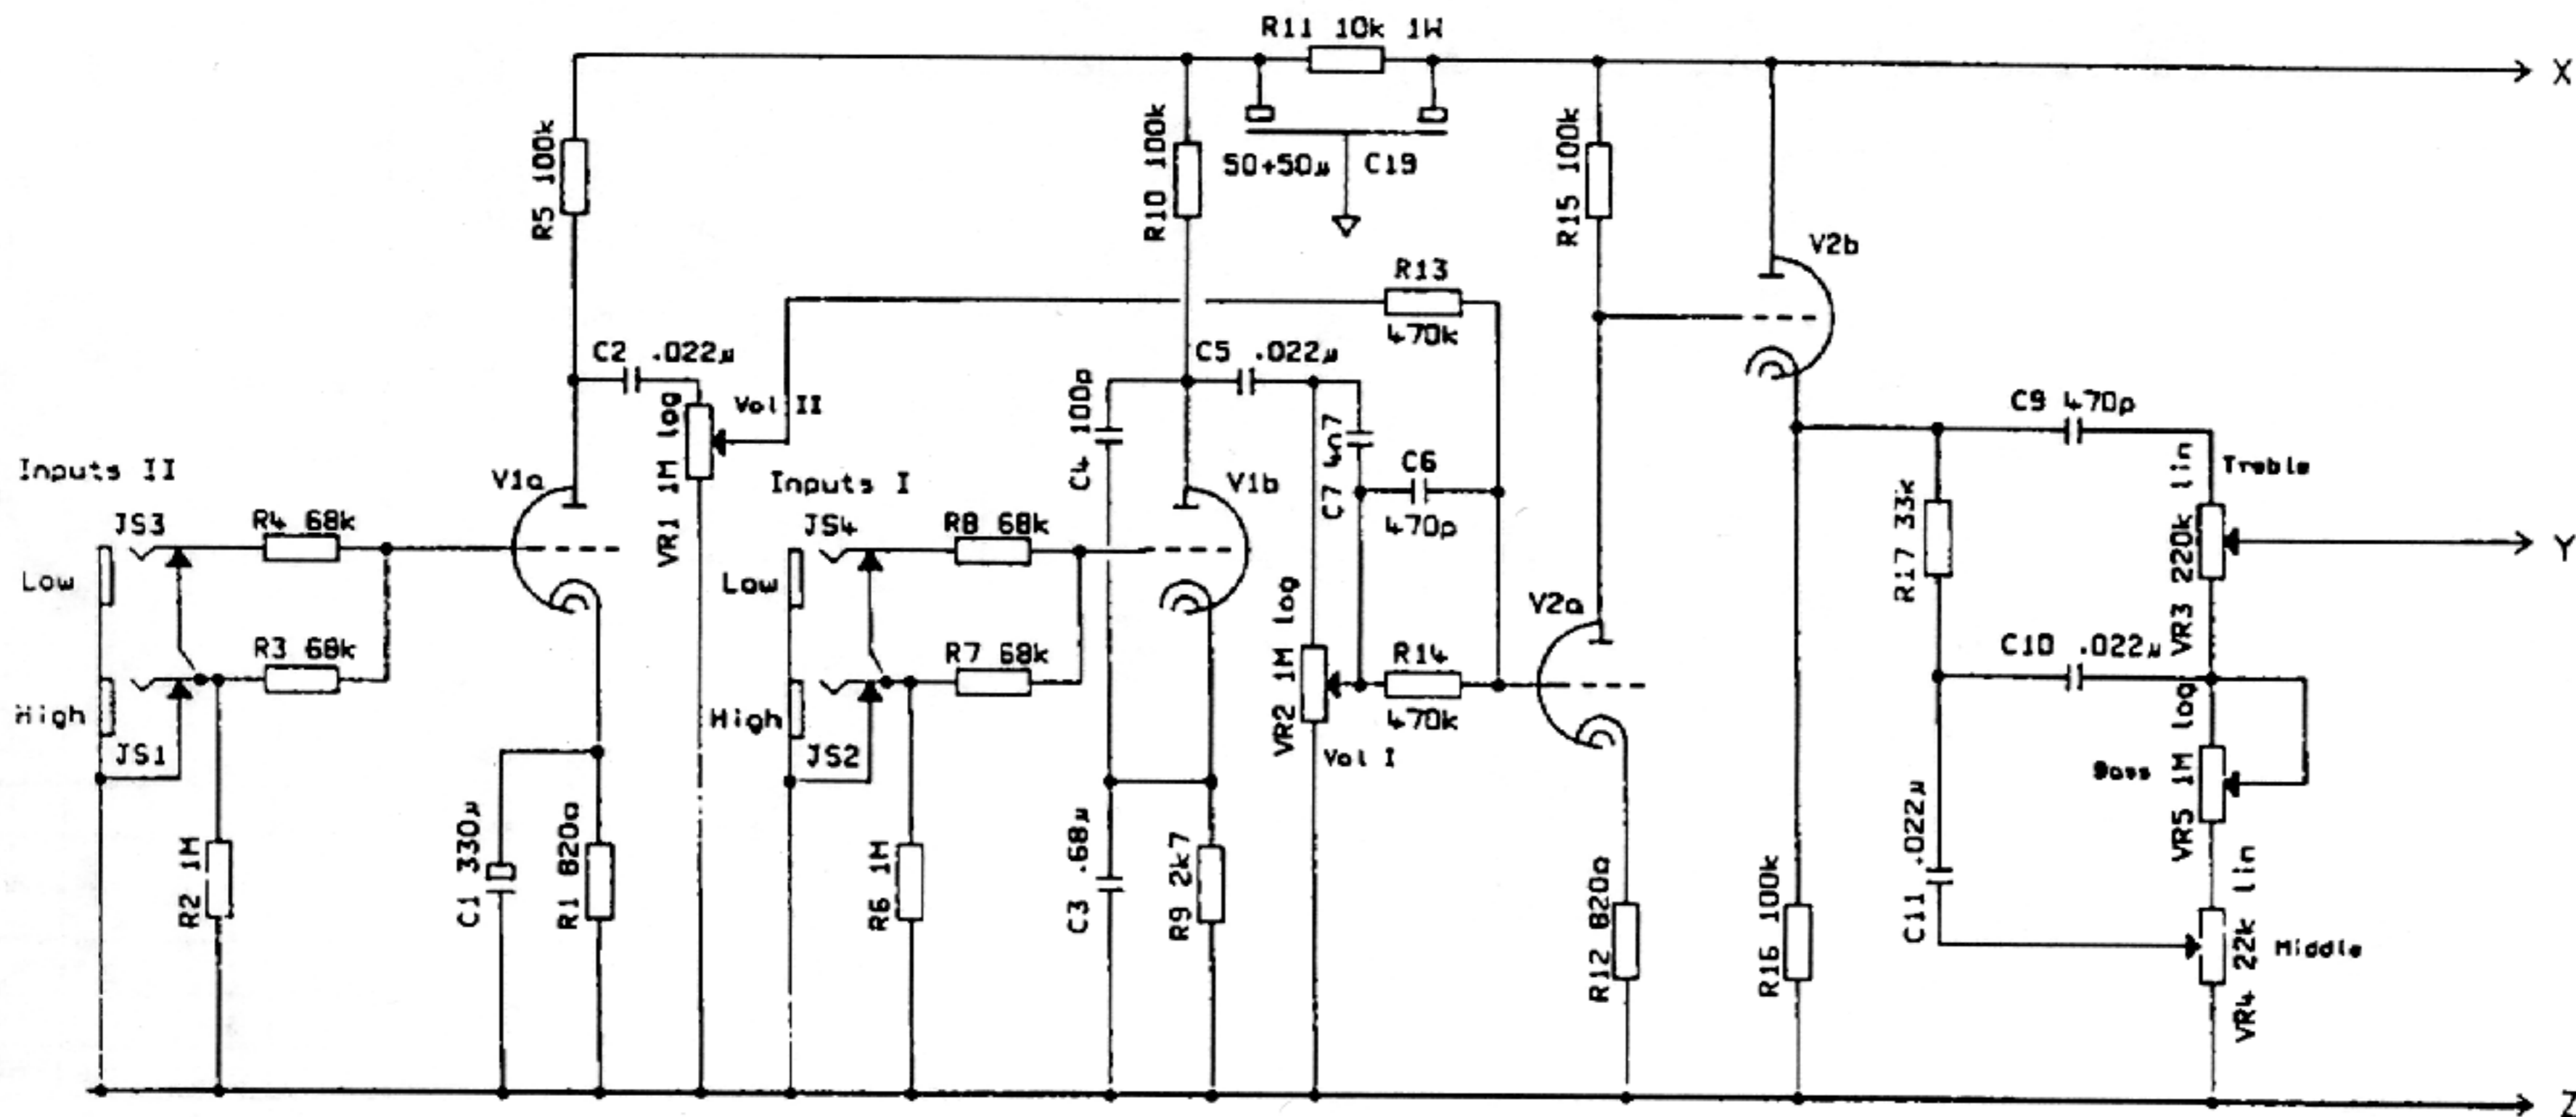 R11 10k 1W
X
R5 100k
R10 100k
50+50µ C19
R15 100k
V2b
R13
470k
C2 .022µ
Vol II
VR1 1M log
C5 .022µ
C4 100p
C7 4n7
C6
470p
C9 470p
Treble
VR3 220k lin
Y
Inputs II
V1a
JS3
R4 68k
Low
R3 68k
High
JS1
R2 1M
C1 330µ
R1 820Ω
Inputs I
V1b
JS4
R8 68k
Low
R7 68k
High
JS2
R6 1M
C3 .68µ
R9 2k7
VR2 1M log
Vol I
R14
470k
V2a
R12 820Ω
R16 100k
R17 33k
C10 .022µ
Bass
VR5 1M log
C11 .022µ
VR4 22k lin
Middle
Z